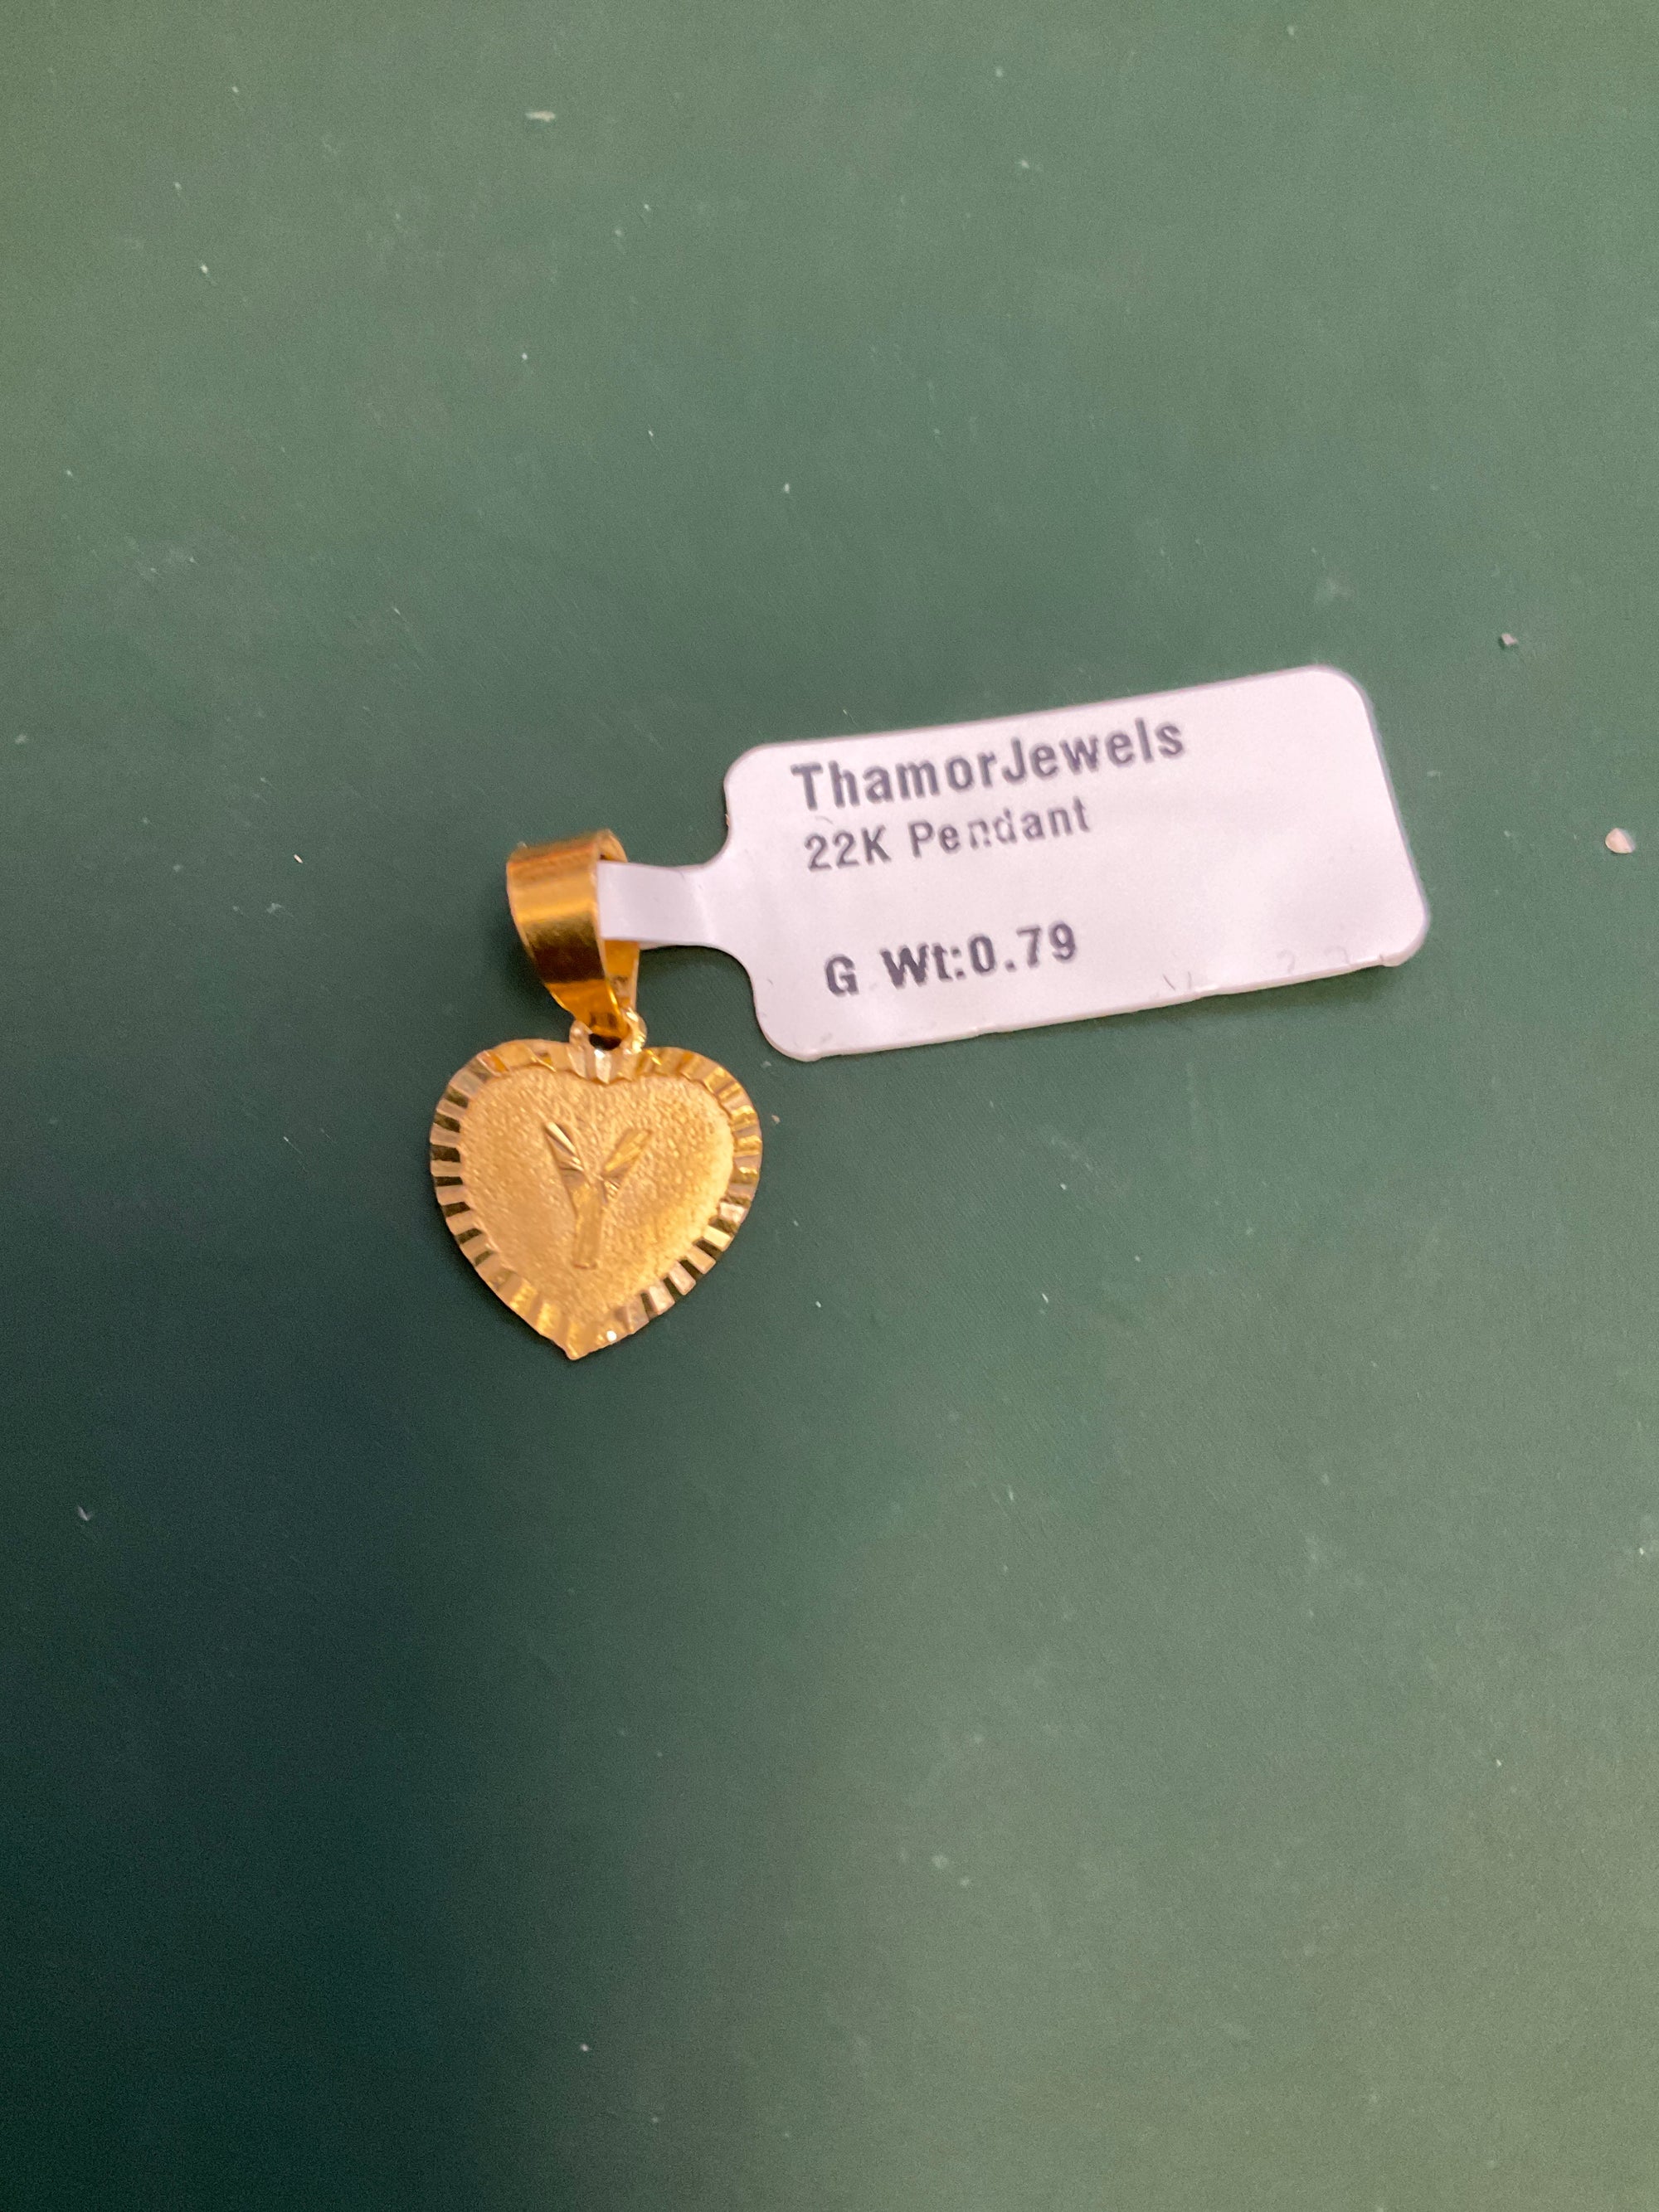 ThamorJewels
22K Pendant
G Wt:0.79
Y